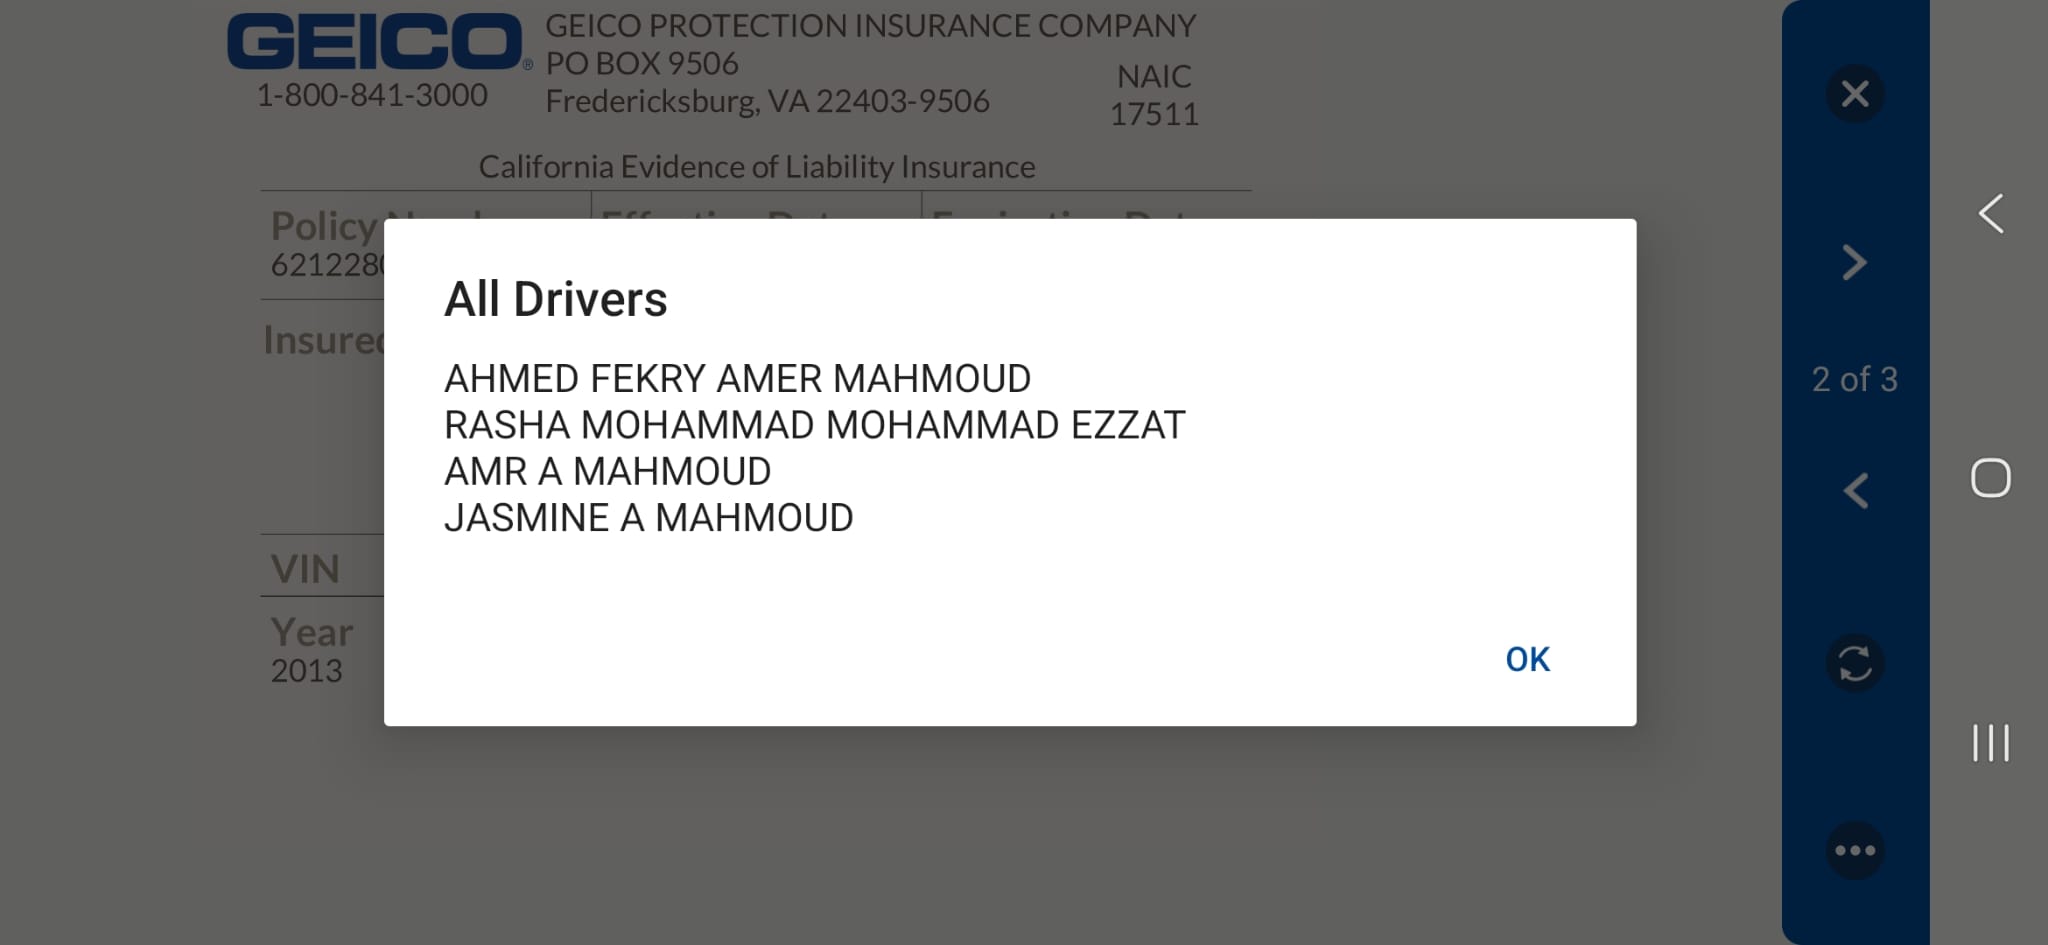 GEICO®
1-800-841-3000
GEICO PROTECTION INSURANCE COMPANY
PO BOX 9506
Fredericksburg, VA 22403-9506
NAIC
17511
California Evidence of Liability Insurance
Policy
621228
Insured
All Drivers
AHMED FEKRY AMER MAHMOUD
RASHA MOHAMMAD MOHAMMAD EZZAT
AMR A MAHMOUD
JASMINE A MAHMOUD
OK
VIN
Year
2013
2 of 3